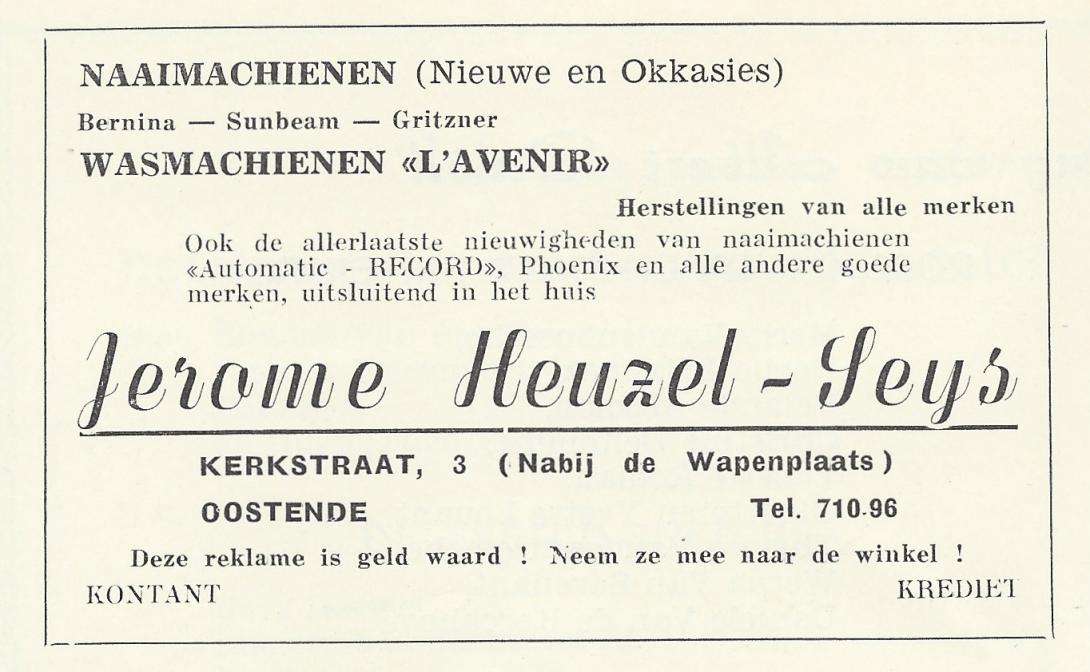 NAAIMACHIENEN (Nieuwe en Okkasies)
Bernina — Sunbeam — Gritzner
WASMACHIENEN «L'AVENIR»
Herstellingen van alle merken
Ook de allerlaatste nieuwigheden van naaimachienen
«Automatic - RECORD», Phoenix en alle andere goede
merken, uitsluitend in het huis
Jerome Heuzel - Seys
KERKSTRAAT, 3 (Nabij de Wapenplaats)
OOSTENDE Tel. 710.96
Deze reklame is geld waard ! Neem ze mee naar de winkel !
KONTANT KREDIET